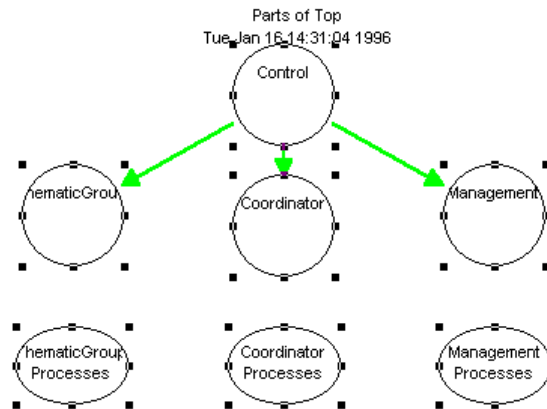 Parts of Top
Tue Jan 16 14:31:04 1996
Control
hematicGrou
Coordinator
Management
hematicGroup
Processes
Coordinator
Processes
Management
Processes